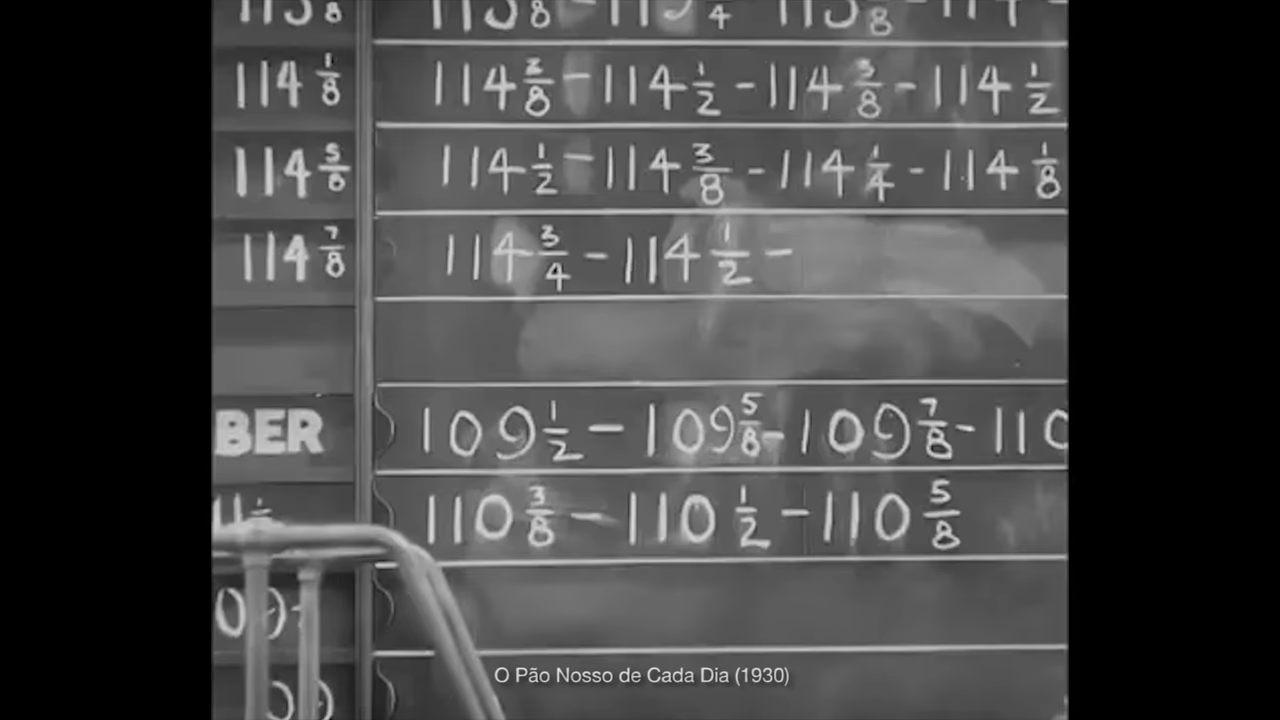 114 1/8 114 3/8 - 114 1/2 - 114 3/8 - 114 1/2
114 5/8 114 1/2 - 114 3/8 - 114 1/4 - 114 1/8
114 7/8 114 3/4 - 114 1/2 -
BER 109 1/2 - 109 5/8 - 109 7/8 - 110
110 3/8 - 110 1/2 - 110 5/8
O Pão Nosso de Cada Dia (1930)